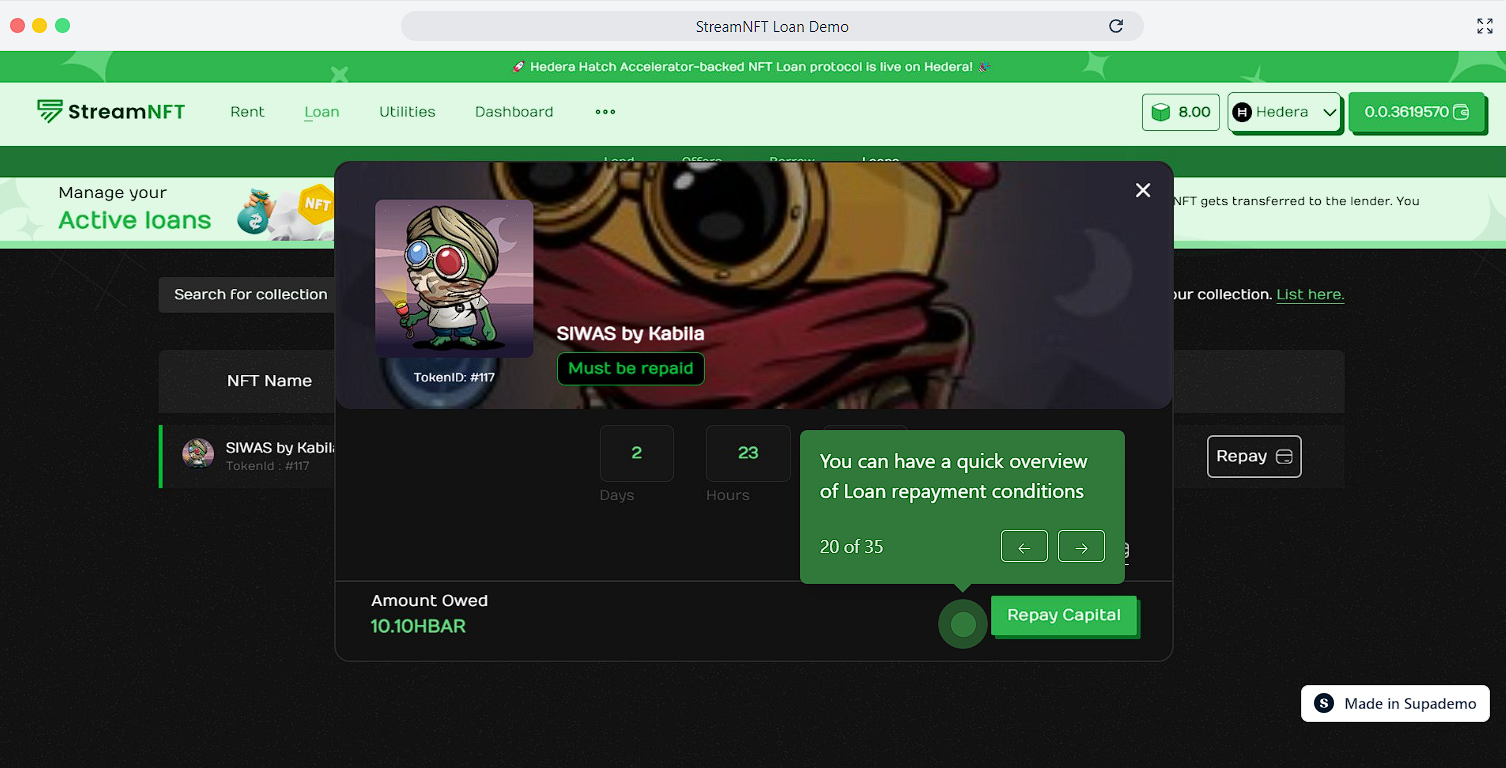 StreamNFT Loan Demo
🚀 Hedera Hatch Accelerator-backed NFT Loan protocol is live on Hedera! 🎉
StreamNFT
Rent
Loan
Utilities
Dashboard
8.00
Hedera
0.0.3619570
Manage your
Active loans
NFT
NFT gets transferred to the lender. You
Search for collection
our collection. List here.
SIWAS by Kabila
Must be repaid
TokenID: #117
NFT Name
SIWAS by Kabila
TokenId : #117
2
23
Days
Hours
Repay
You can have a quick overview
of Loan repayment conditions
20 of 35
Amount Owed
10.10HBAR
Repay Capital
Made in Supademo